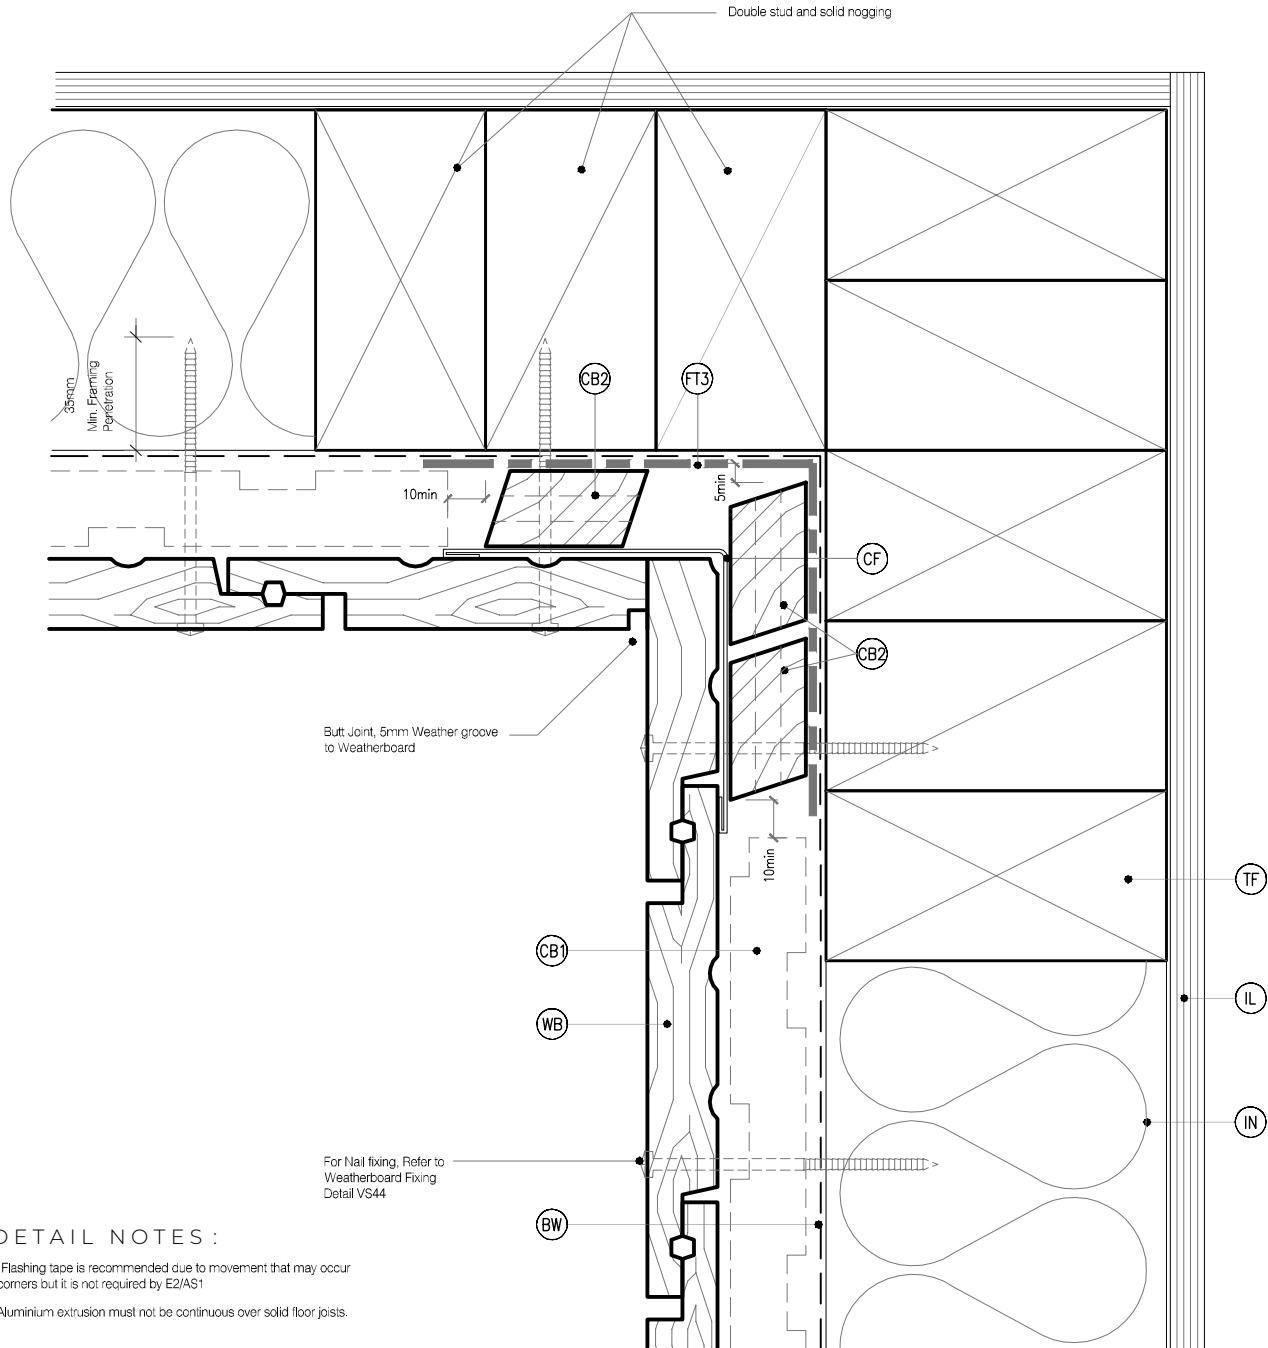 Double stud and solid nogging
35mm
Min. Framing
Penetration
CB2
FT3
10min
5min
CF
CB2
Butt Joint, 5mm Weather groove
to Weatherboard
10min
TF
CB1
IL
WB
IN
For Nail fixing, Refer to
Weatherboard Fixing
Detail VS44
BW
DETAIL NOTES :
Flashing tape is recommended due to movement that may occur
corners but it is not required by E2/AS1
Aluminium extrusion must not be continuous over solid floor joists.